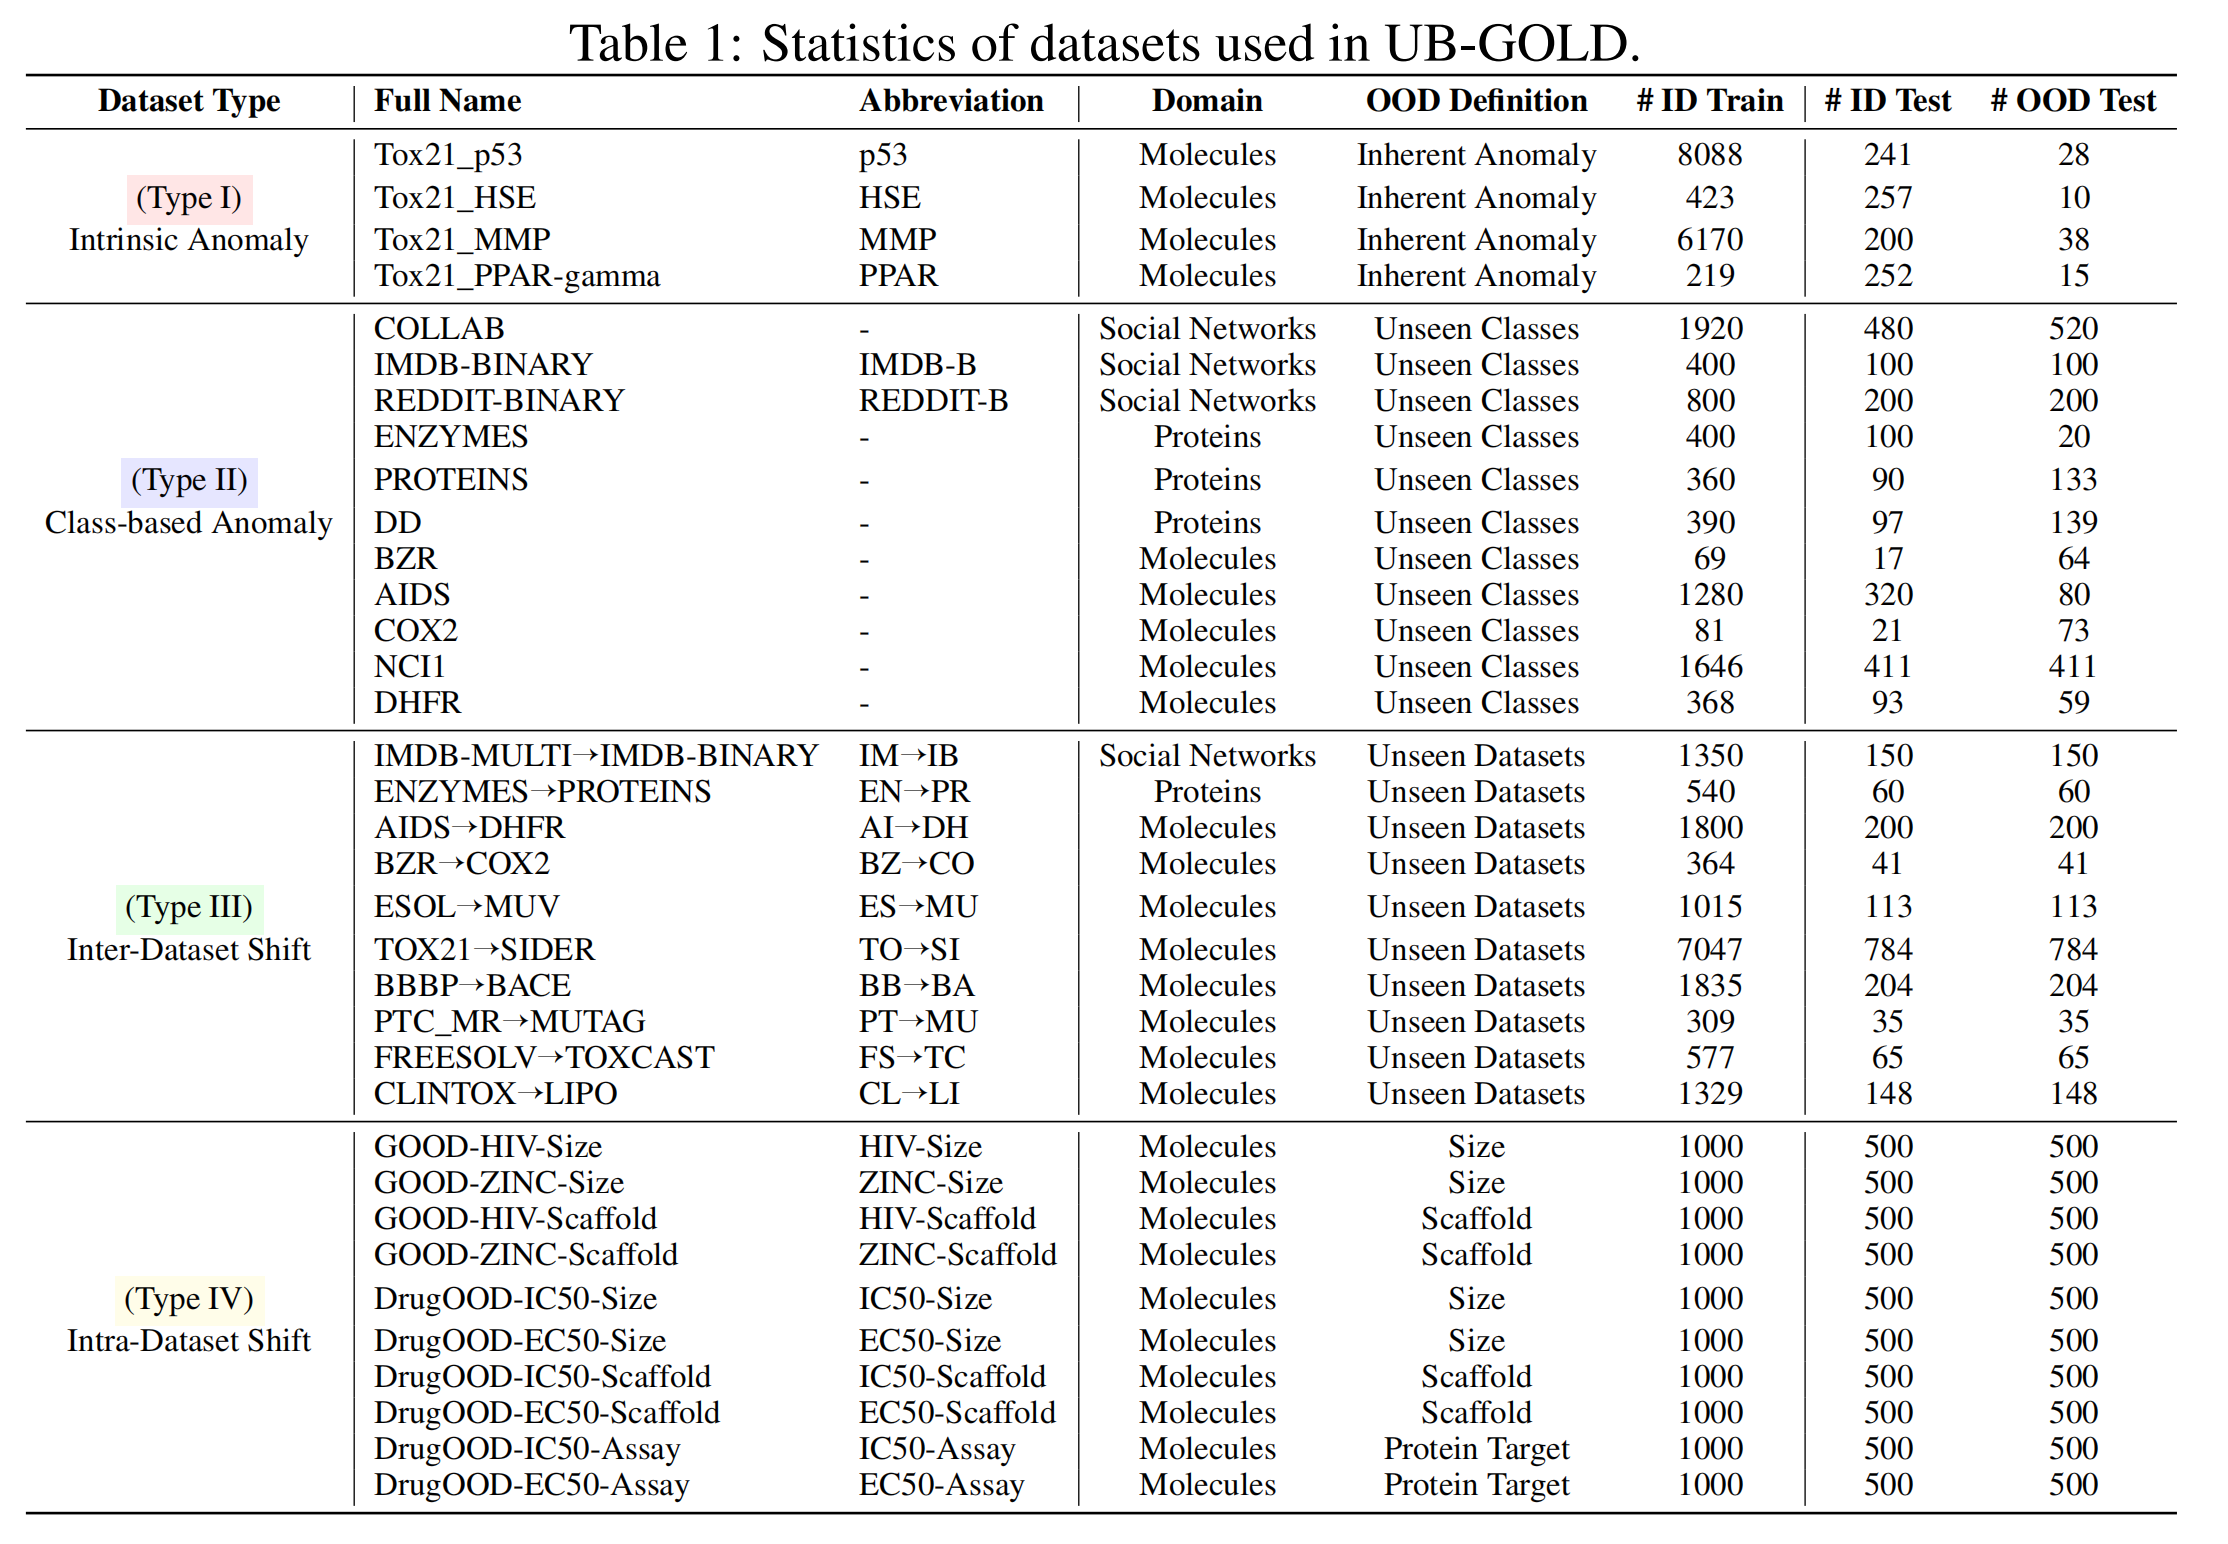 Table 1: Statistics of datasets used in UB-GOLD.
Dataset Type Full Name Abbreviation Domain OOD Definition # ID Train # ID Test # OOD Test
(Type I)
Intrinsic Anomaly
Tox21_p53 p53 Molecules Inherent Anomaly 8088 241 28
Tox21_HSE HSE Molecules Inherent Anomaly 423 257 10
Tox21_MMP MMP Molecules Inherent Anomaly 6170 200 38
Tox21_PPAR-gamma PPAR Molecules Inherent Anomaly 219 252 15
(Type II)
Class-based Anomaly
COLLAB - Social Networks Unseen Classes 1920 480 520
IMDB-BINARY IMDB-B Social Networks Unseen Classes 400 100 100
REDDIT-BINARY REDDIT-B Social Networks Unseen Classes 800 200 200
ENZYMES - Proteins Unseen Classes 400 100 20
PROTEINS - Proteins Unseen Classes 360 90 133
DD - Proteins Unseen Classes 390 97 139
BZR - Molecules Unseen Classes 69 17 64
AIDS - Molecules Unseen Classes 1280 320 80
COX2 - Molecules Unseen Classes 81 21 73
NCI1 - Molecules Unseen Classes 1646 411 411
DHFR - Molecules Unseen Classes 368 93 59
(Type III)
Inter-Dataset Shift
IMDB-MULTI→IMDB-BINARY IM→IB Social Networks Unseen Datasets 1350 150 150
ENZYMES→PROTEINS EN→PR Proteins Unseen Datasets 540 60 60
AIDS→DHFR AI→DH Molecules Unseen Datasets 1800 200 200
BZR→COX2 BZ→CO Molecules Unseen Datasets 364 41 41
ESOL→MUV ES→MU Molecules Unseen Datasets 1015 113 113
TOX21→SIDER TO→SI Molecules Unseen Datasets 7047 784 784
BBBP→BACE BB→BA Molecules Unseen Datasets 1835 204 204
PTC_MR→MUTAG PT→MU Molecules Unseen Datasets 309 35 35
FREESOLV→TOXCAST FS→TC Molecules Unseen Datasets 577 65 65
CLINTOX→LIPO CL→LI Molecules Unseen Datasets 1329 148 148
(Type IV)
Intra-Dataset Shift
GOOD-HIV-Size HIV-Size Molecules Size 1000 500 500
GOOD-ZINC-Size ZINC-Size Molecules Size 1000 500 500
GOOD-HIV-Scaffold HIV-Scaffold Molecules Scaffold 1000 500 500
GOOD-ZINC-Scaffold ZINC-Scaffold Molecules Scaffold 1000 500 500
DrugOOD-IC50-Size IC50-Size Molecules Size 1000 500 500
DrugOOD-EC50-Size EC50-Size Molecules Size 1000 500 500
DrugOOD-IC50-Scaffold IC50-Scaffold Molecules Scaffold 1000 500 500
DrugOOD-EC50-Scaffold EC50-Scaffold Molecules Scaffold 1000 500 500
DrugOOD-IC50-Assay IC50-Assay Molecules Protein Target 1000 500 500
DrugOOD-EC50-Assay EC50-Assay Molecules Protein Target 1000 500 500